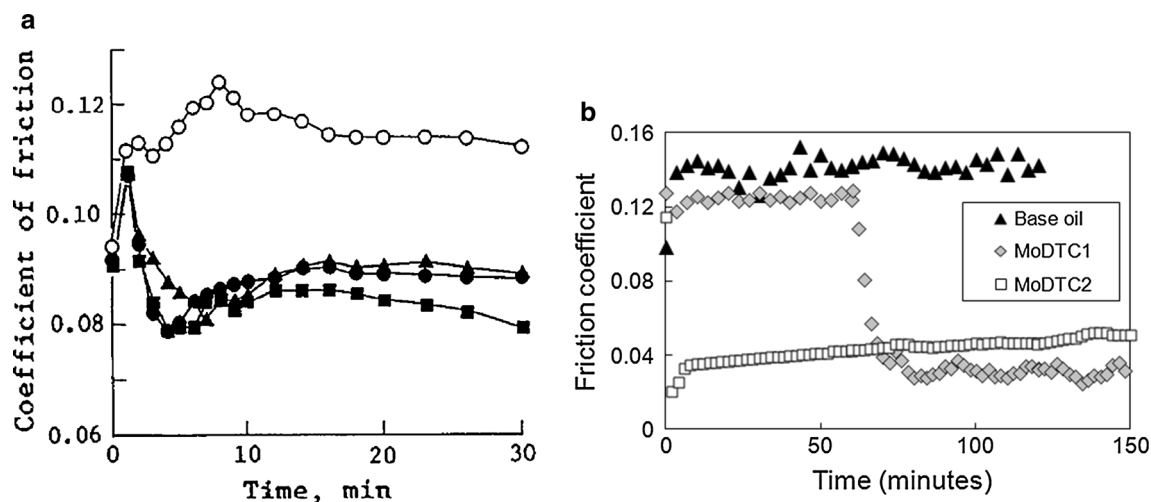 a
Coefficient of friction
0.12
0.10
0.08
0.06
0
10
20
30
Time, min
b
Friction coefficient
0.16
0.12
0.08
0.04
0
0
50
100
150
Time (minutes)
Base oil
MoDTC1
MoDTC2